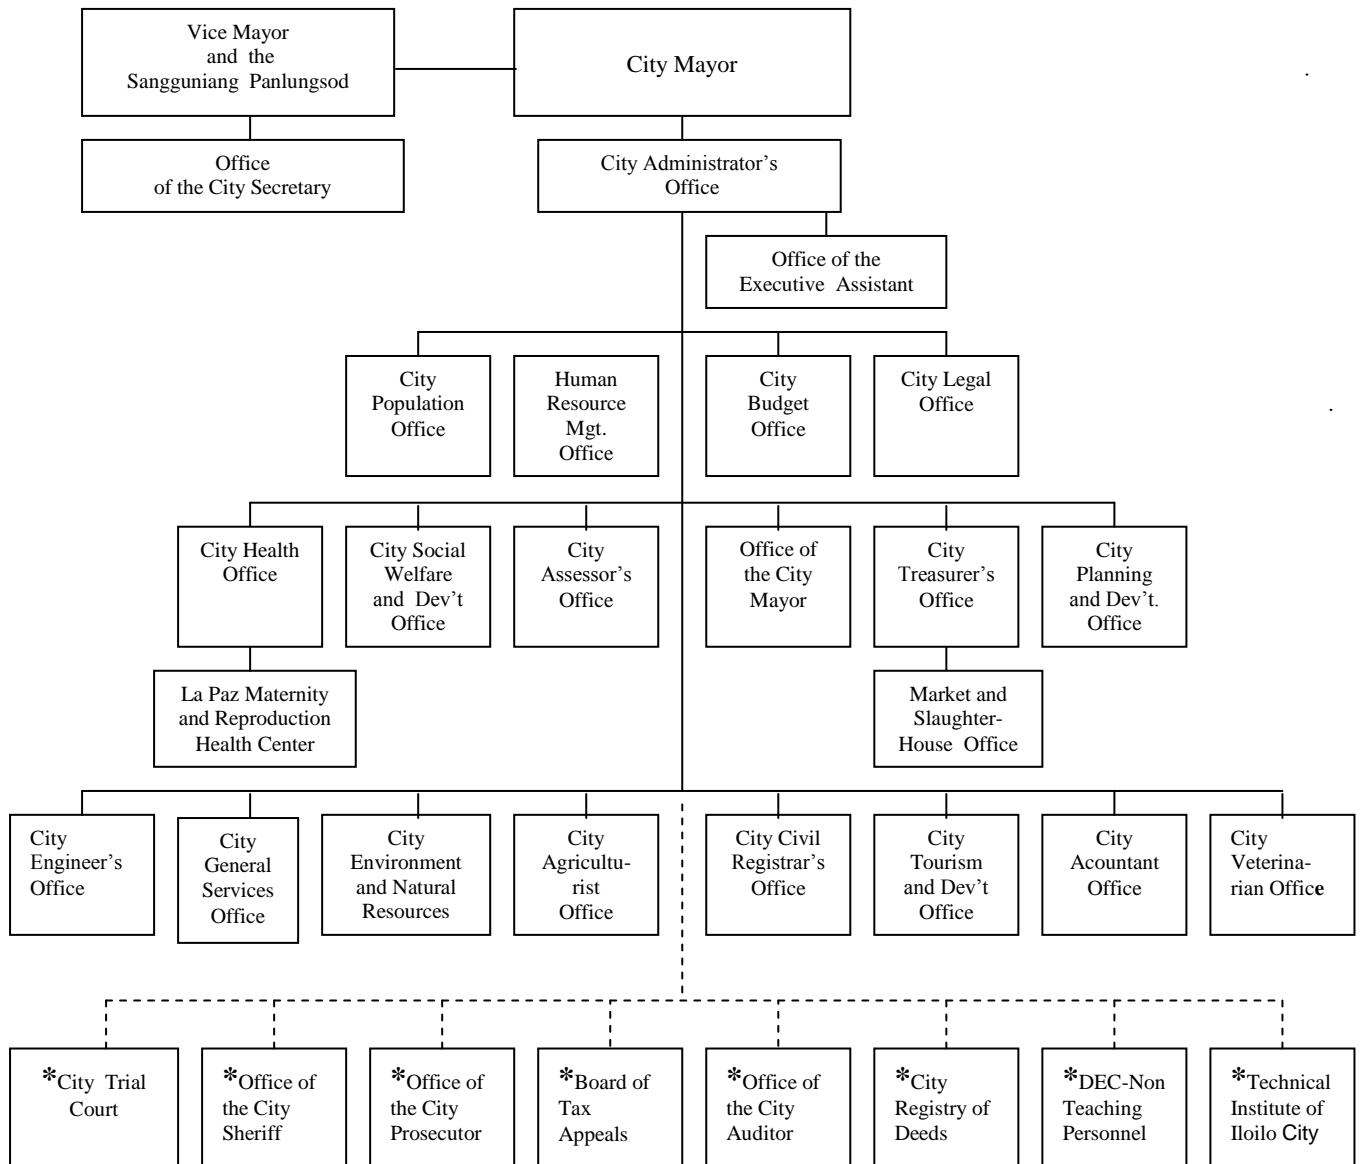 Vice Mayor
and the
Sangguniang Panlungsod
City Mayor
Office
of the City Secretary
City Administrator's
Office
Office of the
Executive Assistant
City
Population
Office
Human
Resource
Mgt.
Office
City
Budget
Office
City Legal
Office
City Health
Office
City Social
Welfare
and Dev't
Office
City
Assessor's
Office
Office of
the City
Mayor
City
Treasurer's
Office
City
Planning
and Dev't.
Office
La Paz Maternity
and Reproduction
Health Center
Market and
Slaughter-
House Office
City
Engineer's
Office
City
General
Services
Office
City
Environment
and Natural
Resources
City
Agricultu-
rist
Office
City Civil
Registrar's
Office
City
Tourism
and Dev't
Office
City
Acountant
Office
City
Veterina-
rian Office
*City Trial
Court
*Office of
the City
Sheriff
*Office of
the City
Prosecutor
*Board of
Tax
Appeals
*Office of
the City
Auditor
*City
Registry of
Deeds
*DEC-Non
Teaching
Personnel
*Technical
Institute of
Iloilo City